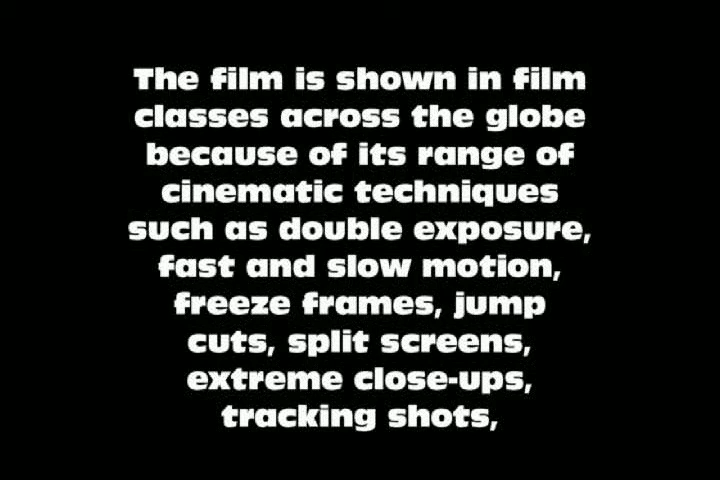 The film is shown in film
classes across the globe
because of its range of
cinematic techniques
such as double exposure,
fast and slow motion,
freeze frames, jump
cuts, split screens,
extreme close-ups,
tracking shots,